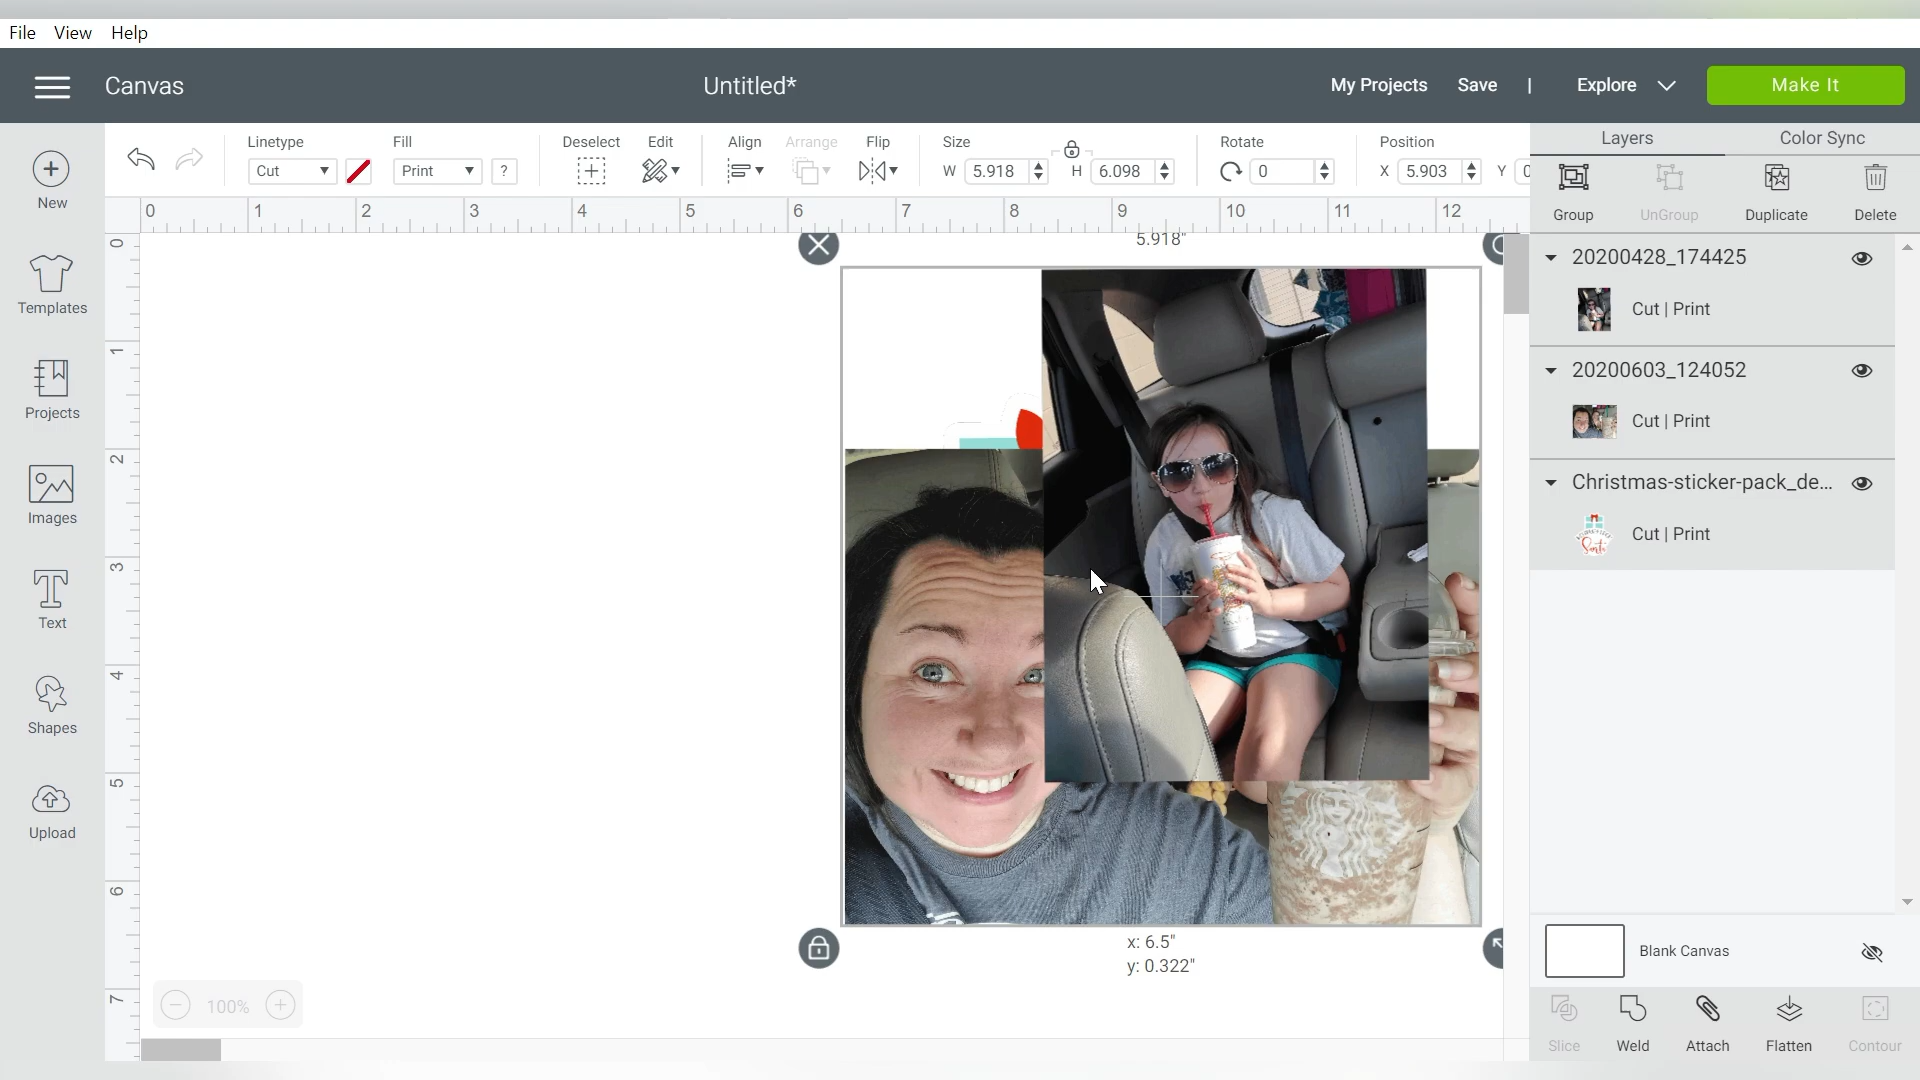 File View Help
Canvas Untitled* My Projects Save | Explore Make It
Linetype Fill Deselect Edit Align Arrange Flip Size Rotate Position
Cut Print ? W 5.918 H 6.098 0 X 5.903 Y 0
Layers Color Sync
Group UnGroup Duplicate Delete
0 1 2 3 4 5 6 7 8 9 10 11 12
0 1 2 3 4 5 6 7
New
Templates
Projects
Images
Text
Shapes
Upload
5.918"
x: 6.5"
y: 0.322"
100%
20200428_174425
Cut | Print
20200603_124052
Cut | Print
Christmas-sticker-pack_de...
Cut | Print
Blank Canvas
Slice Weld Attach Flatten Contour